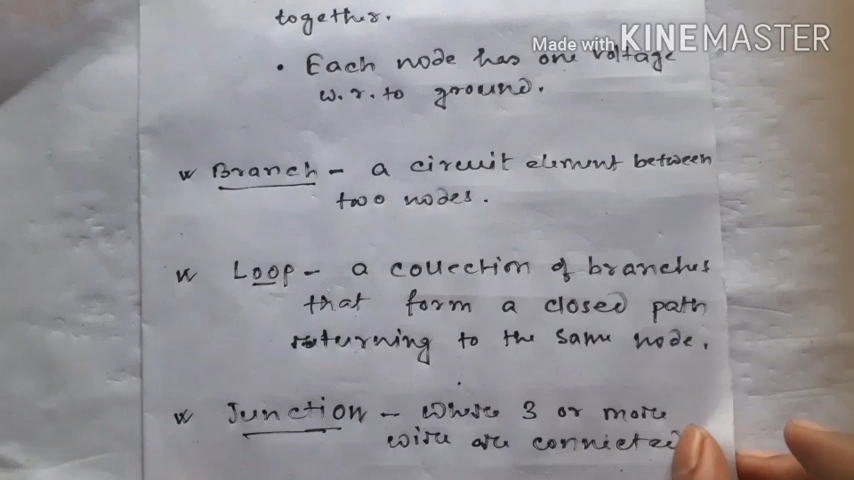 together.
Made with KINEMASTER
• Each node has one voltage
w.r.to ground.
w Branch - a circuit element between
two nodes.
w Loop - a collection of branches
that form a closed path
returning to the same node.
w Junction - where 3 or more
wire are connected